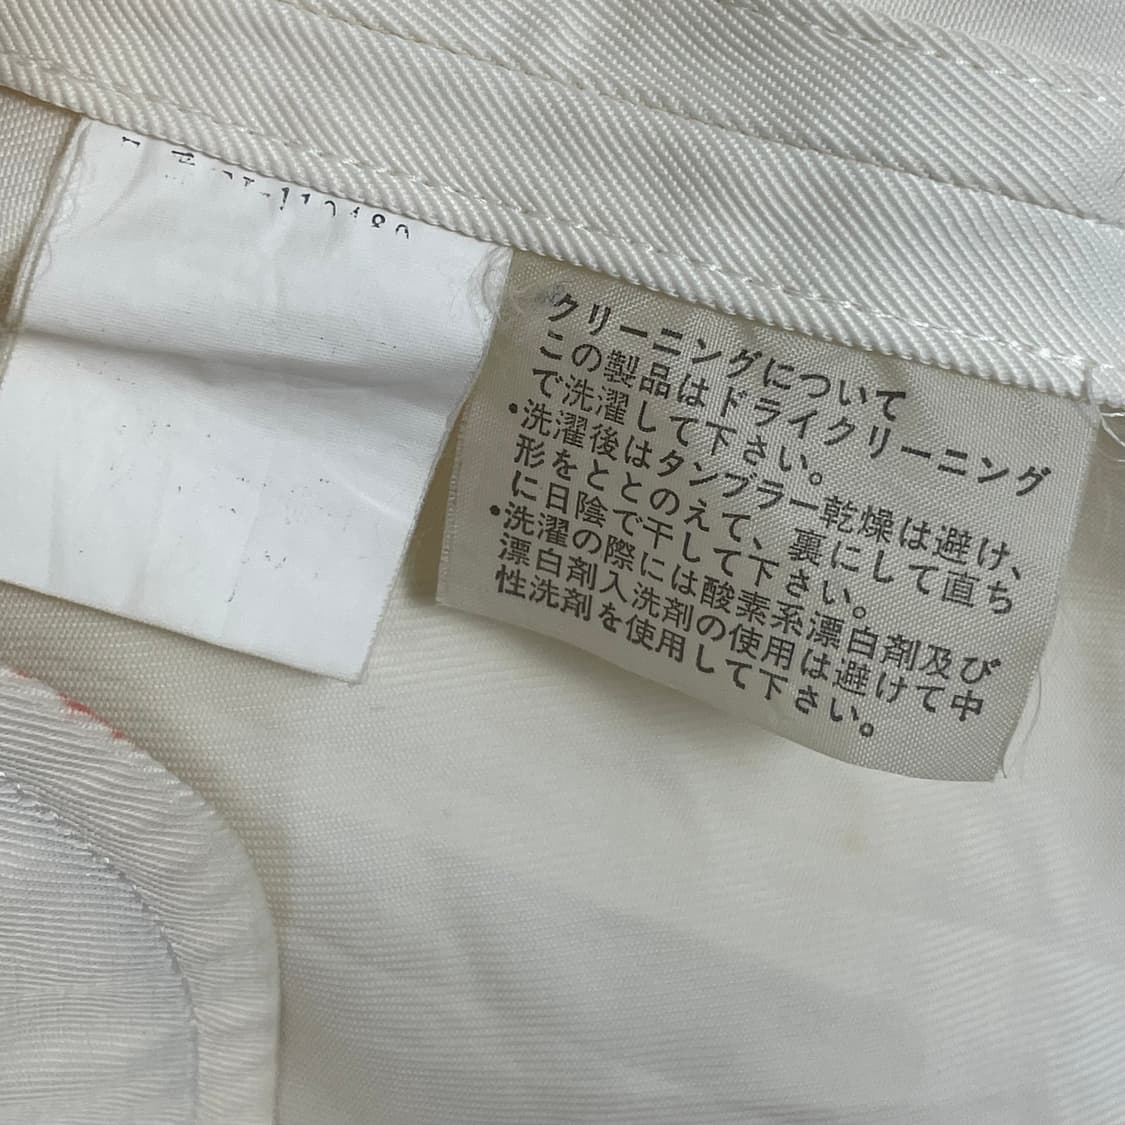 クリーニングについて
この製品はドライクリーニング
で洗濯して下さい。
・洗濯後はタンブラー乾燥は避け、
形をととのえて、裏にして直ち
に日陰で干して下さい。
・洗濯の際には酸素系漂白剤及び
漂白剤入洗剤の使用は避けて中
性洗剤を使用して下さい。